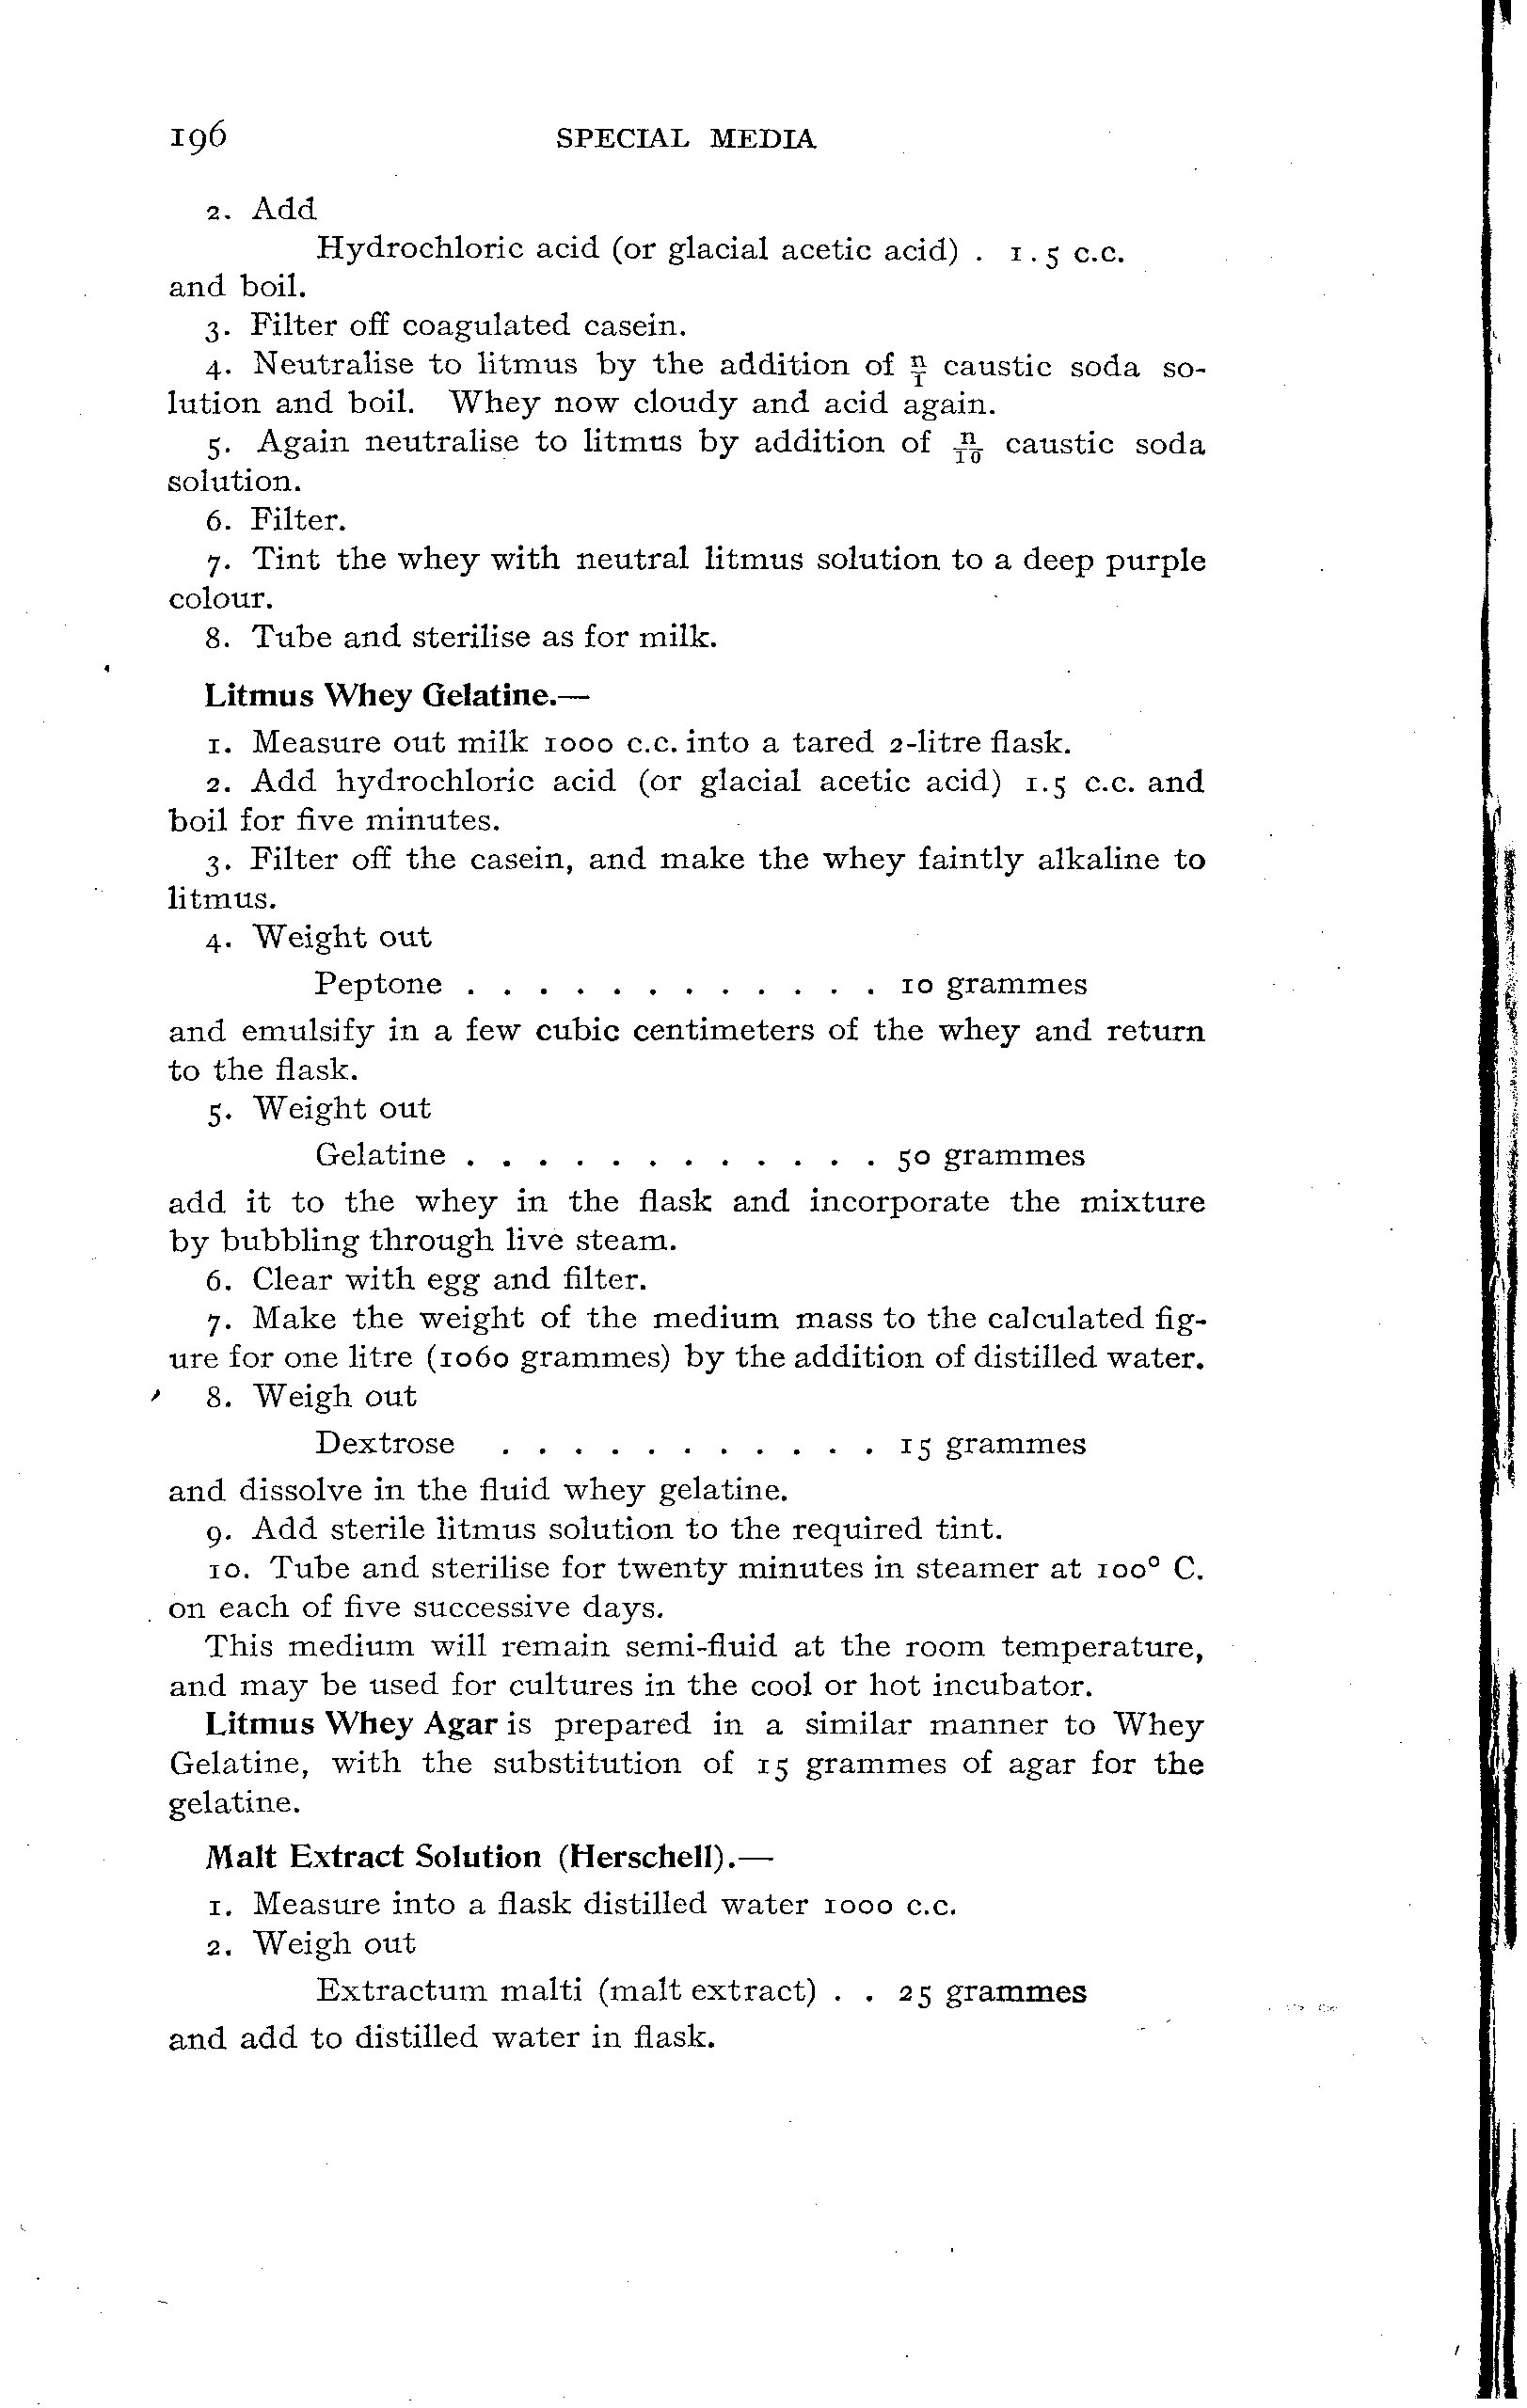 196 SPECIAL MEDIA
2. Add
Hydrochloric acid (or glacial acetic acid) . 1.5 c.c.
and boil.
3. Filter off coagulated casein.
4. Neutralise to litmus by the addition of n/1 caustic soda so-
lution and boil. Whey now cloudy and acid again.
5. Again neutralise to litmus by addition of n/10 caustic soda
solution.
6. Filter.
7. Tint the whey with neutral litmus solution to a deep purple
colour.
8. Tube and sterilise as for milk.
Litmus Whey Gelatine.—
1. Measure out milk 1000 c.c. into a tared 2-litre flask.
2. Add hydrochloric acid (or glacial acetic acid) 1.5 c.c. and
boil for five minutes.
3. Filter off the casein, and make the whey faintly alkaline to
litmus.
4. Weight out
Peptone . . . . . . . . . . . . 10 grammes
and emulsify in a few cubic centimeters of the whey and return
to the flask.
5. Weight out
Gelatine . . . . . . . . . . . . 50 grammes
add it to the whey in the flask and incorporate the mixture
by bubbling through live steam.
6. Clear with egg and filter.
7. Make the weight of the medium mass to the calculated fig-
ure for one litre (1060 grammes) by the addition of distilled water.
8. Weigh out
Dextrose . . . . . . . . . . . 15 grammes
and dissolve in the fluid whey gelatine.
9. Add sterile litmus solution to the required tint.
10. Tube and sterilise for twenty minutes in steamer at 100° C.
on each of five successive days.
This medium will remain semi-fluid at the room temperature,
and may be used for cultures in the cool or hot incubator.
Litmus Whey Agar is prepared in a similar manner to Whey
Gelatine, with the substitution of 15 grammes of agar for the
gelatine.
Malt Extract Solution (Herschell).—
1. Measure into a flask distilled water 1000 c.c.
2. Weigh out
Extractum malti (malt extract) . . 25 grammes
and add to distilled water in flask.